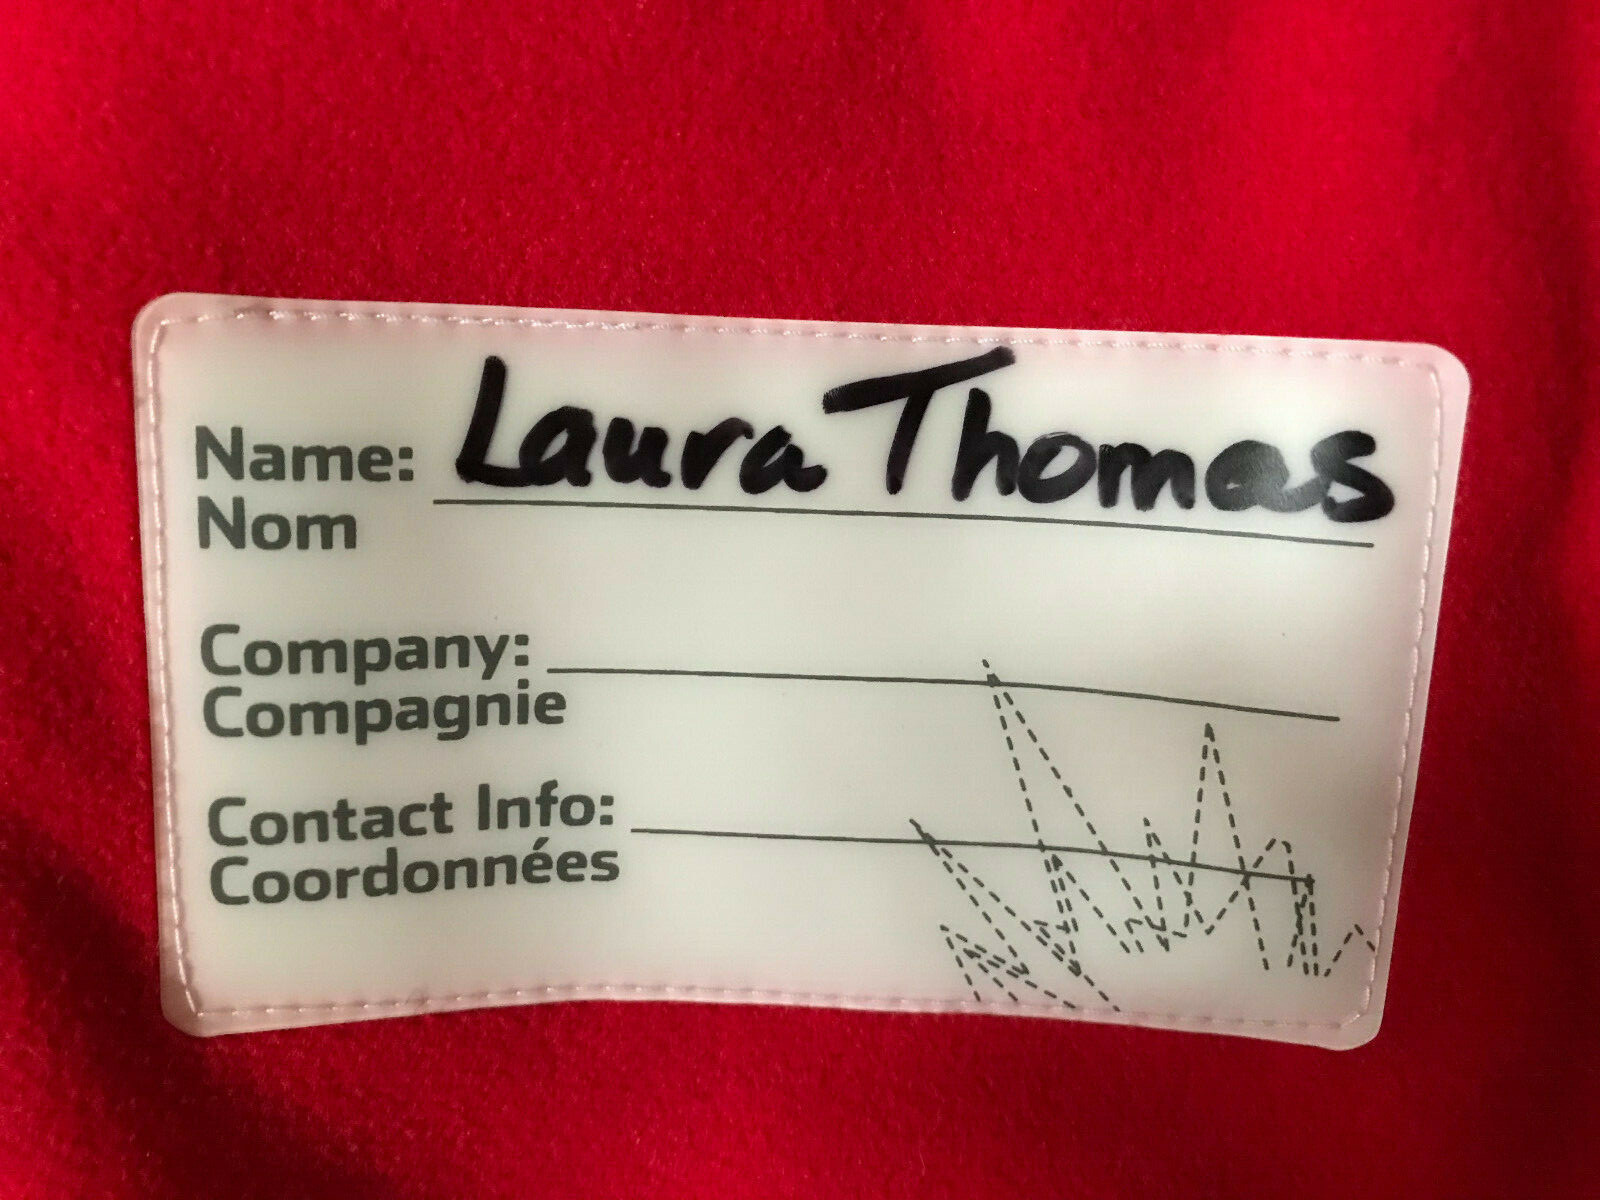 Name: Laura Thomas
Nom
Company:
Compagnie
Contact Info:
Coordonnées